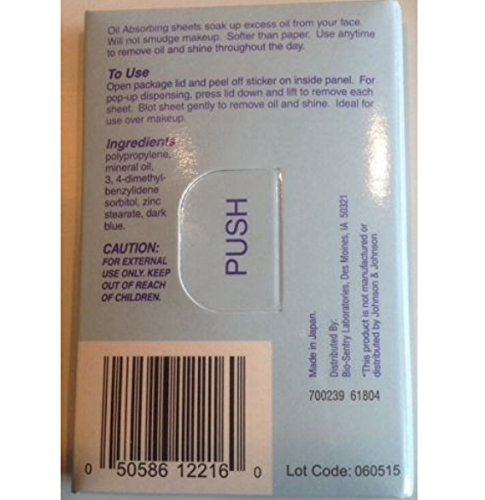 Oil Absorbing sheets soak up excess oil from your face.
Will not smudge makeup. Softer than paper. Use anytime
to remove oil and shine throughout the day.
To Use
Open package lid and peel off sticker on inside panel. For
pop-up dispensing, press lid down and lift to remove each
sheet. Blot sheet gently to remove oil and shine. Ideal for
use over makeup.
Ingredients
polypropylene,
mineral oil,
3, 4-dimethyl-
benzylidene
sorbitol, zinc
stearate, dark
blue.
CAUTION:
FOR EXTERNAL
USE ONLY. KEEP
OUT OF REACH
OF CHILDREN.
PUSH
Made in Japan.
Distributed By:
Bio-Sentry Laboratories, Des Moines, IA 50321
*This product is not manufactured or
distributed by Johnson & Johnson
700239 61804
0 50586 12216 0
Lot Code: 060515